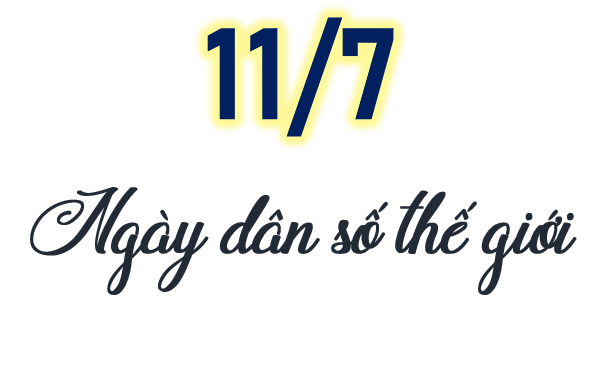 11/7
Ngày dân số thế giới